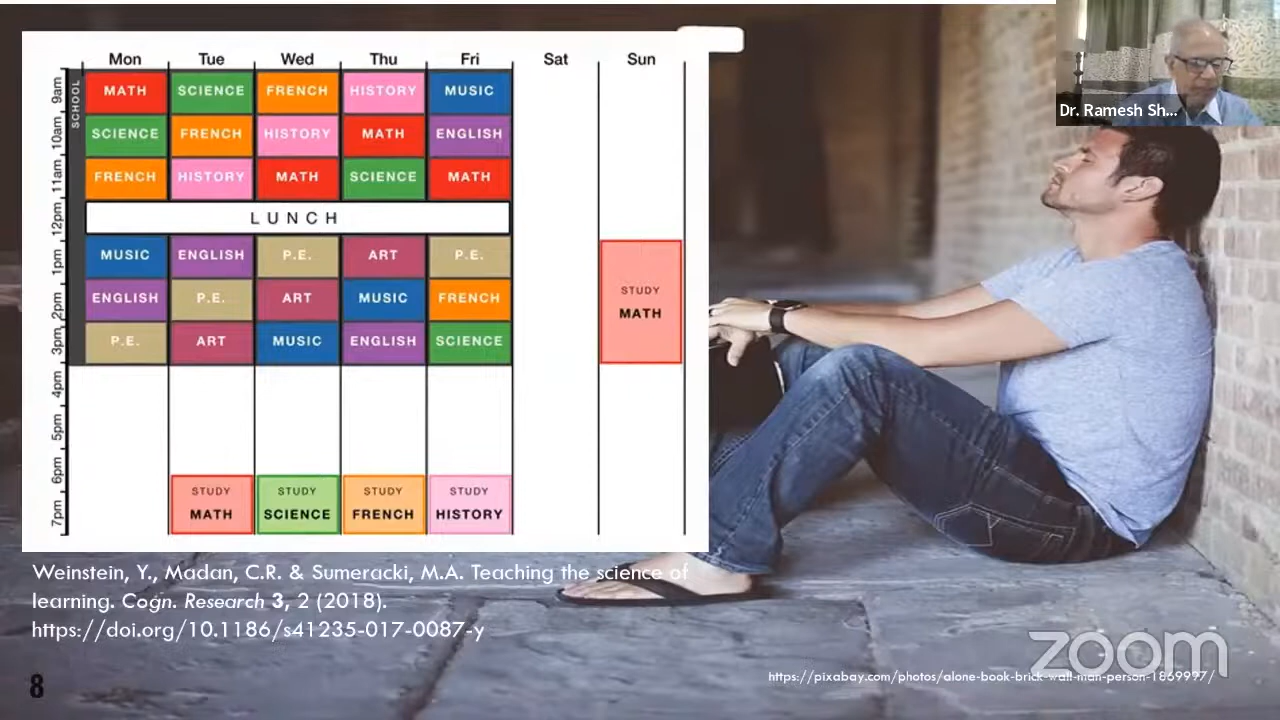 Mon Tue Wed Thu Fri Sat Sun
SCHOOL
9am MATH SCIENCE FRENCH HISTORY MUSIC
10am SCIENCE FRENCH HISTORY MATH ENGLISH
11am FRENCH HISTORY MATH SCIENCE MATH
12pm LUNCH
1pm MUSIC ENGLISH P.E. ART P.E.
2pm ENGLISH P.E. ART MUSIC FRENCH
3pm P.E. ART MUSIC ENGLISH SCIENCE
STUDY
MATH
4pm
5pm
6pm
7pm
STUDY STUDY STUDY STUDY
MATH SCIENCE FRENCH HISTORY
Dr. Ramesh Sh...
Weinstein, Y., Madan, C.R. & Sumeracki, M.A. Teaching the science of
learning. Cogn. Research 3, 2 (2018).
https://doi.org/10.1186/s41235-017-0087-y
zoom
https://pixabay.com/photos/alone-book-brick-wall-man-person-1869997/
8